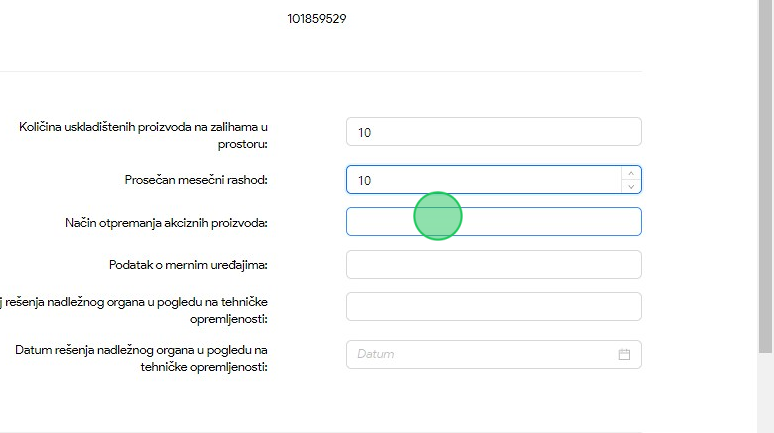 101859529
Količina uskladištenih proizvoda na zalihama u
prostoru:
10
Prosečan mesečni rashod:
10
Način otpremanja akciznih proizvoda:
Podatak o mernim uređajima:
rešenja nadležnog organa u pogledu na tehničke
opremljenosti:
Datum rešenja nadležnog organa u pogledu na
tehničke opremljenosti:
Datum